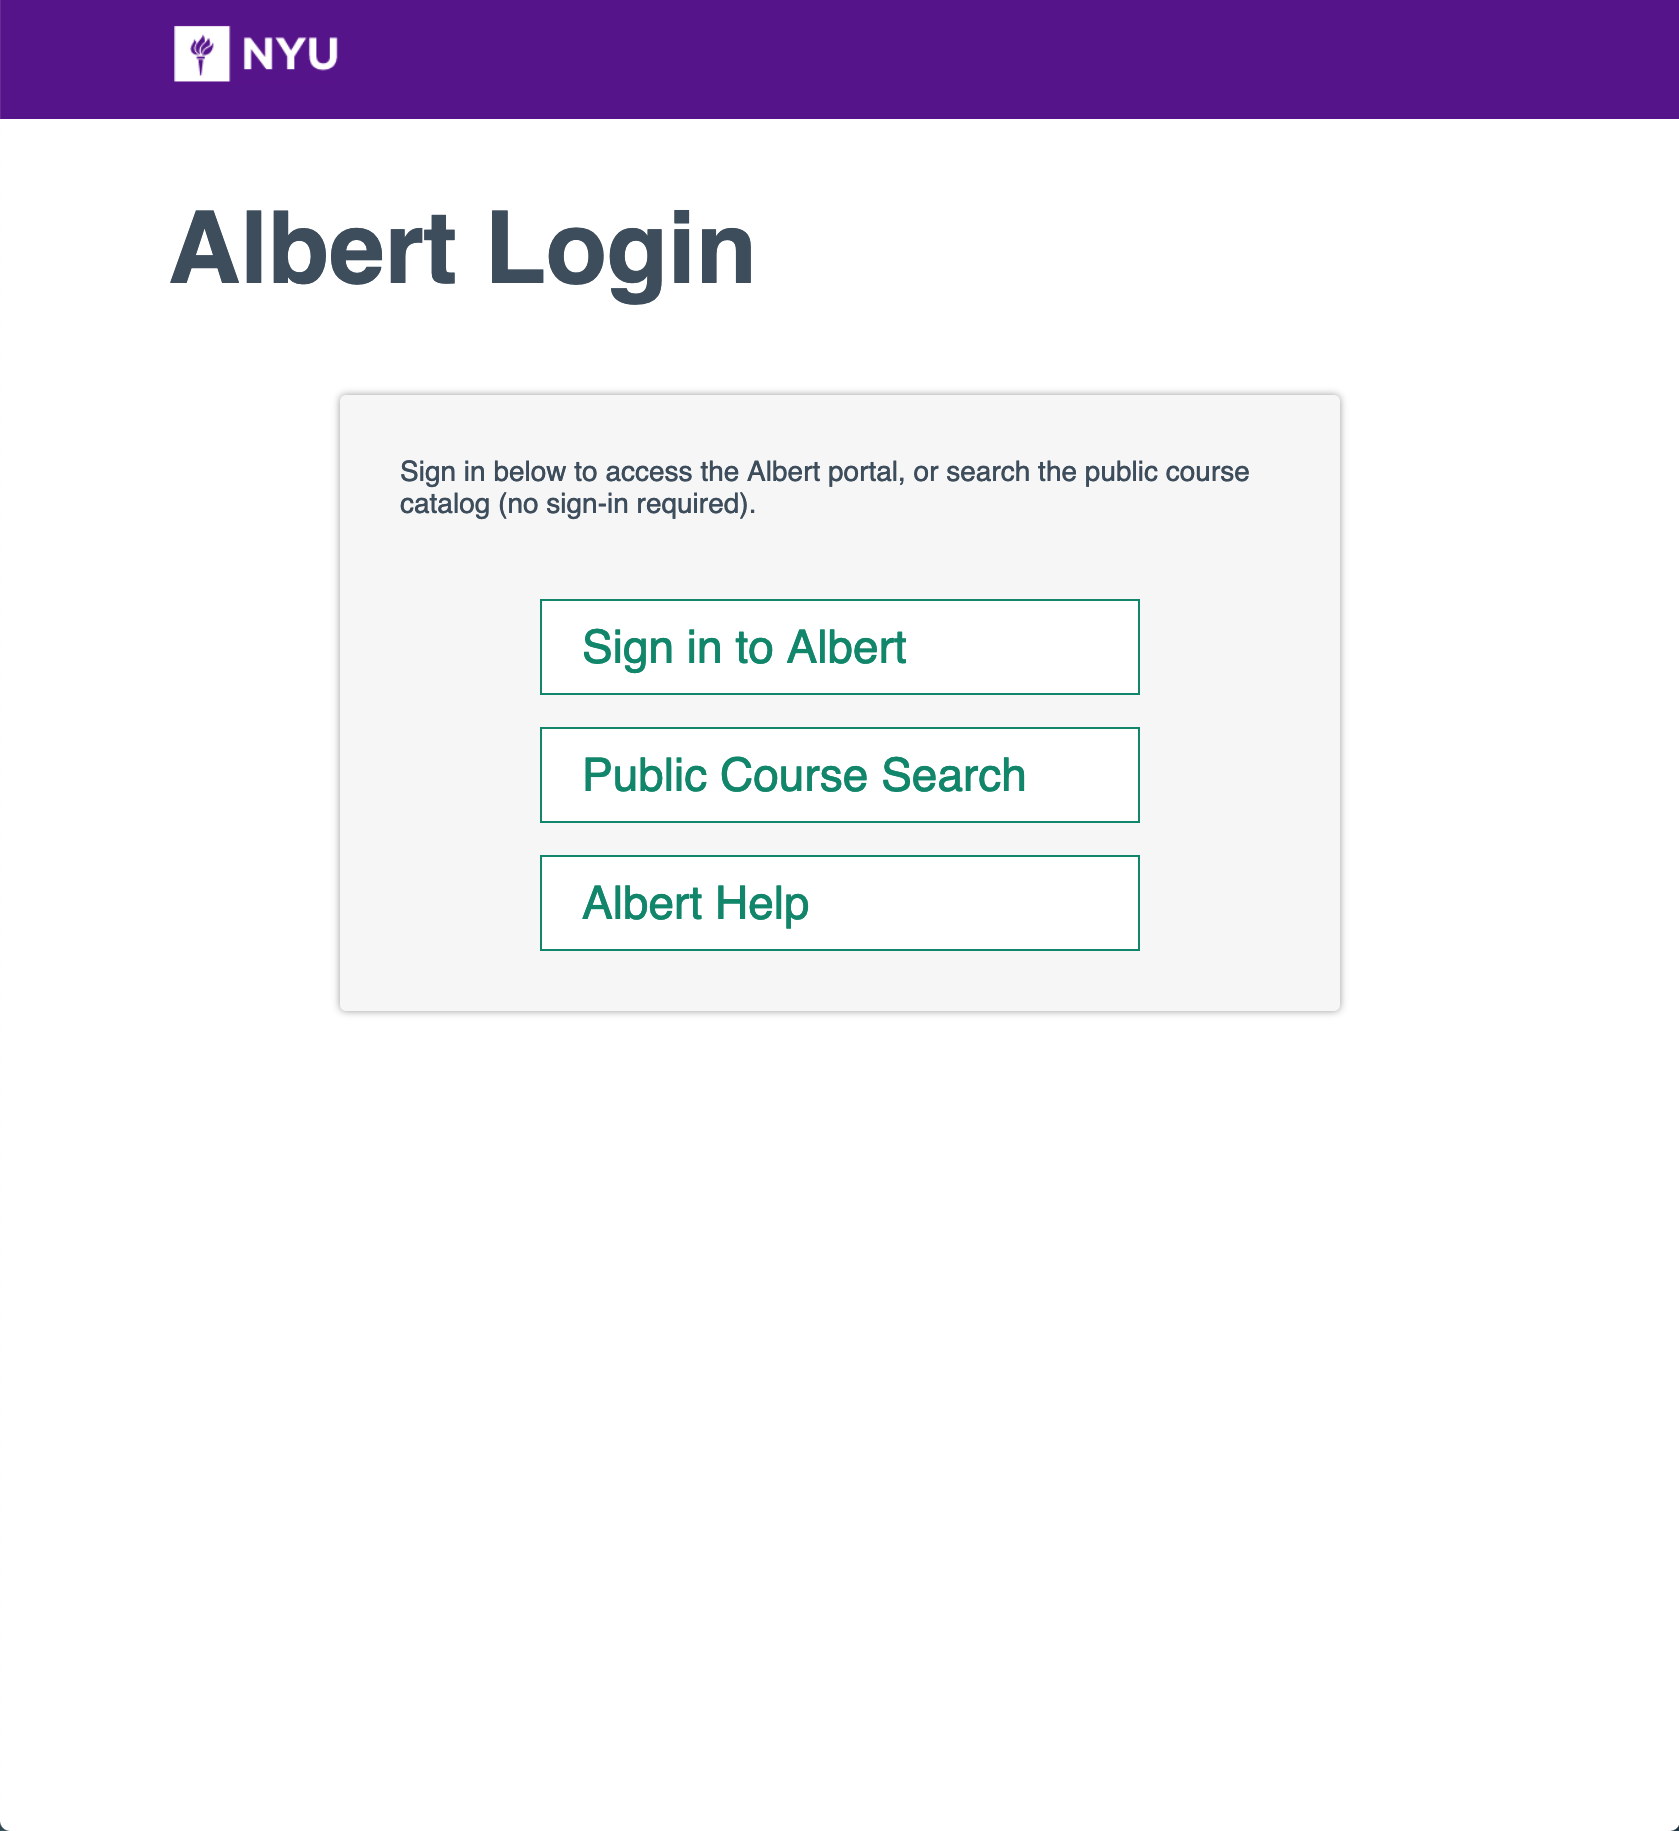 NYU
Albert Login
Sign in below to access the Albert portal, or search the public course
catalog (no sign-in required).
Sign in to Albert
Public Course Search
Albert Help